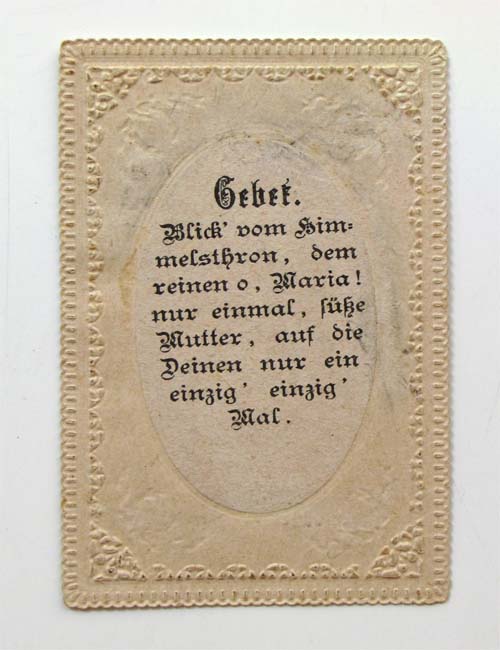 Gebet.
Blick' vom Him-
melsthron, dem
reinen o, Maria!
nur einmal, süße
Mutter, auf die
Deinen nur ein
einzig' einzig'
Mal.